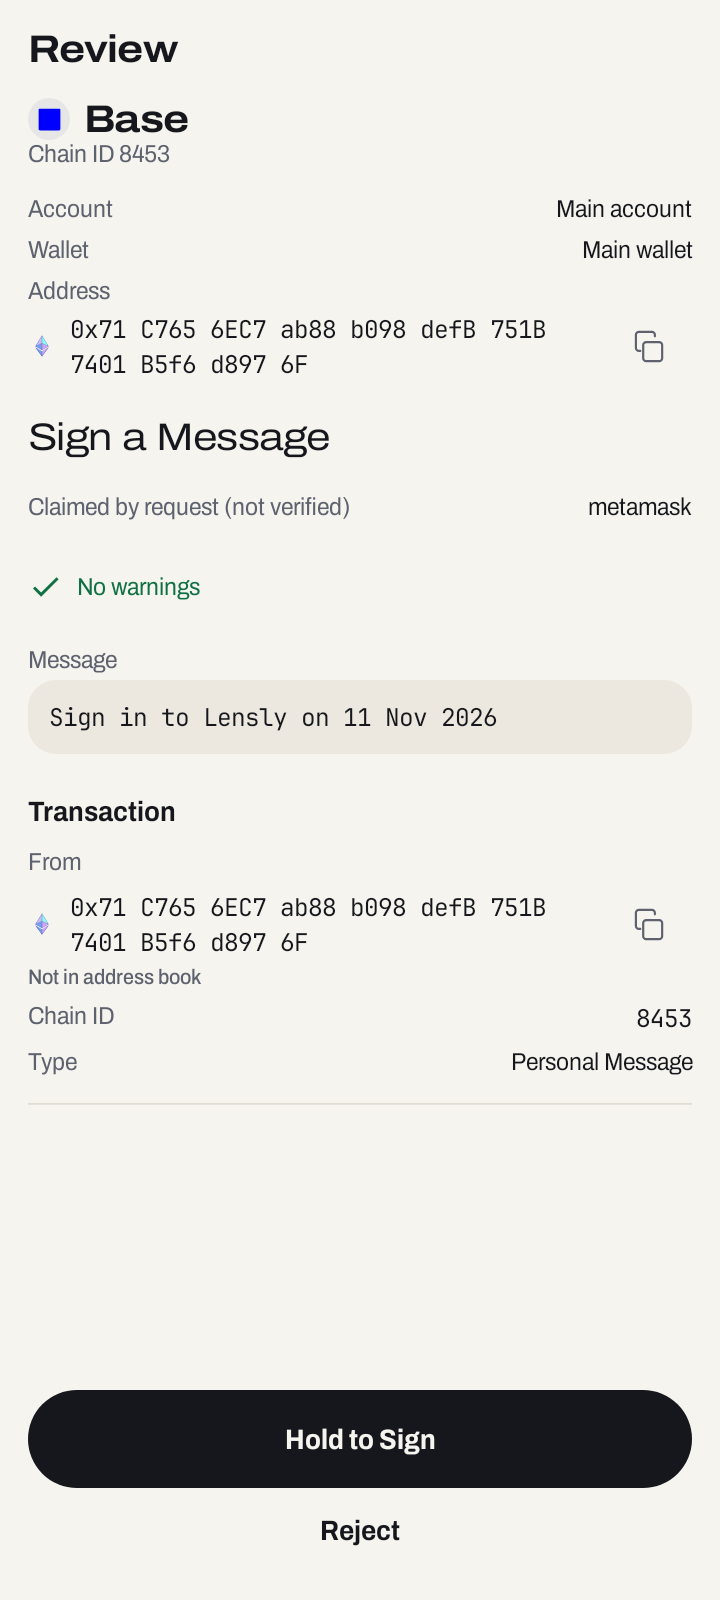 Review
Base
Chain ID 8453
Account Main account
Wallet Main wallet
Address
0x71 C765 6EC7 ab88 b098 defB 751B
7401 B5f6 d897 6F
Sign a Message
Claimed by request (not verified) metamask
No warnings
Message
Sign in to Lensly on 11 Nov 2026
Transaction
From
0x71 C765 6EC7 ab88 b098 defB 751B
7401 B5f6 d897 6F
Not in address book
Chain ID 8453
Type Personal Message
Hold to Sign
Reject